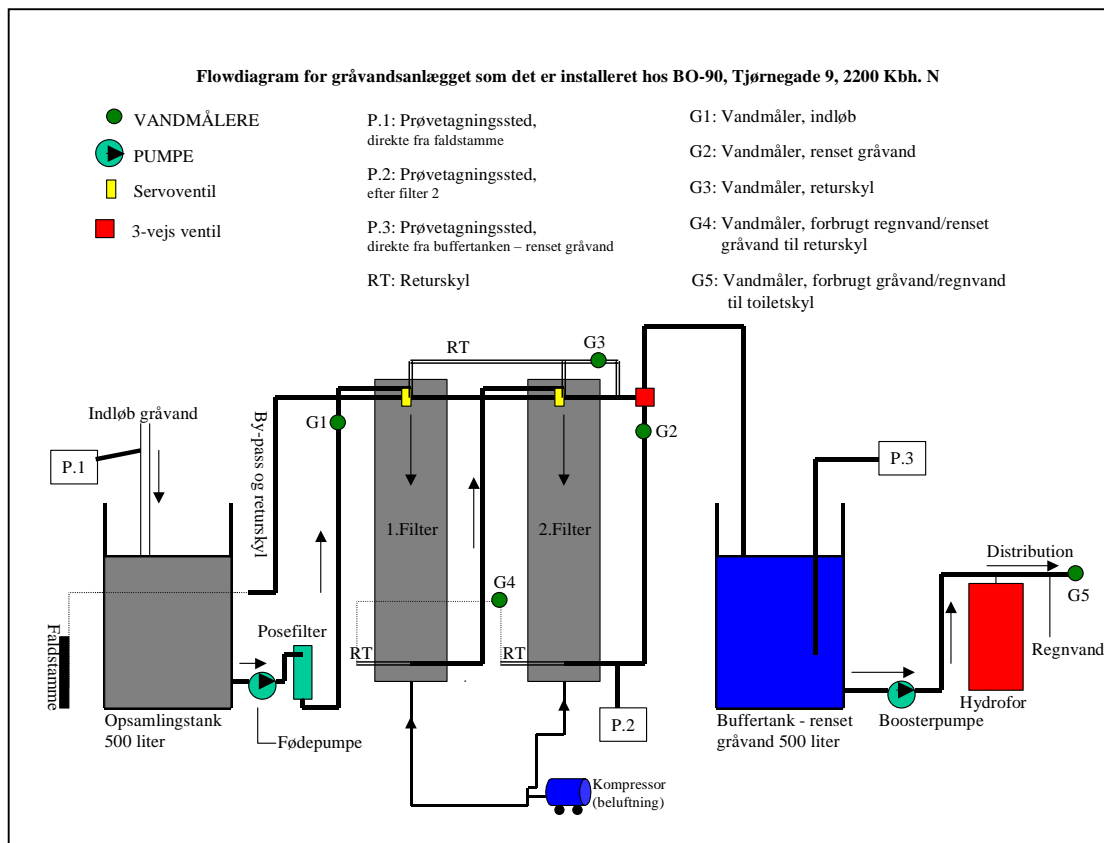 Flowdiagram for gråvandsanlægget som det er installeret hos BO-90, Tjørnegade 9, 2200 Kbh. N
VANDMÅLERE
PUMPE
Servoventil
3-vejs ventil
P.1: Prøvetagningssted,
direkte fra faldstamme
P.2: Prøvetagningssted,
efter filter 2
P.3: Prøvetagningssted,
direkte fra buffertanken – renset gråvand
RT: Returskyl
G1: Vandmåler, indløb
G2: Vandmåler, renset gråvand
G3: Vandmåler, returskyl
G4: Vandmåler, forbrugt regnvand/renset
gråvand til returskyl
G5: Vandmåler, forbrugt gråvand/regnvand
til toiletskyl
RT
G3
Indløb gråvand
P.1
By-pass og returskyl
G1
G2
P.3
1.Filter
2.Filter
G4
Distribution
G5
Faldstamme
Posefilter
RT
RT
Regnvand
Opsamlingstank
500 liter
Fødepumpe
P.2
Buffertank - renset
gråvand 500 liter
Boosterpumpe
Hydrofor
Kompressor
(beluftning)